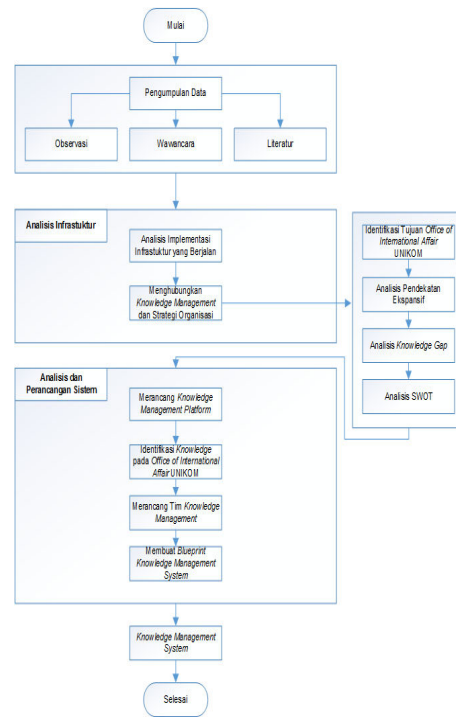 Mulai
Pengumpulan Data
Observasi
Wawancara
Literatur
Analisis Infrastuktur
Analisis Implementasi
Infrastuktur yang Berjalan
Menghubungkan
Knowledge Management
dan Strategi Organisasi
Identifikasi Tujuan Office of
International Affair
UNIKOM
Analisis Pendekatan
Ekspansif
Analisis Knowledge Gap
Analisis SWOT
Analisis dan
Perancangan Sistem
Merancang Knowledge
Management Platform
Identifikasi Knowledge
pada Office of International
Affair UNIKOM
Merancang Tim Knowledge
Management
Membuat Blueprint
Knowledge Management
System
Knowledge Management
System
Selesai